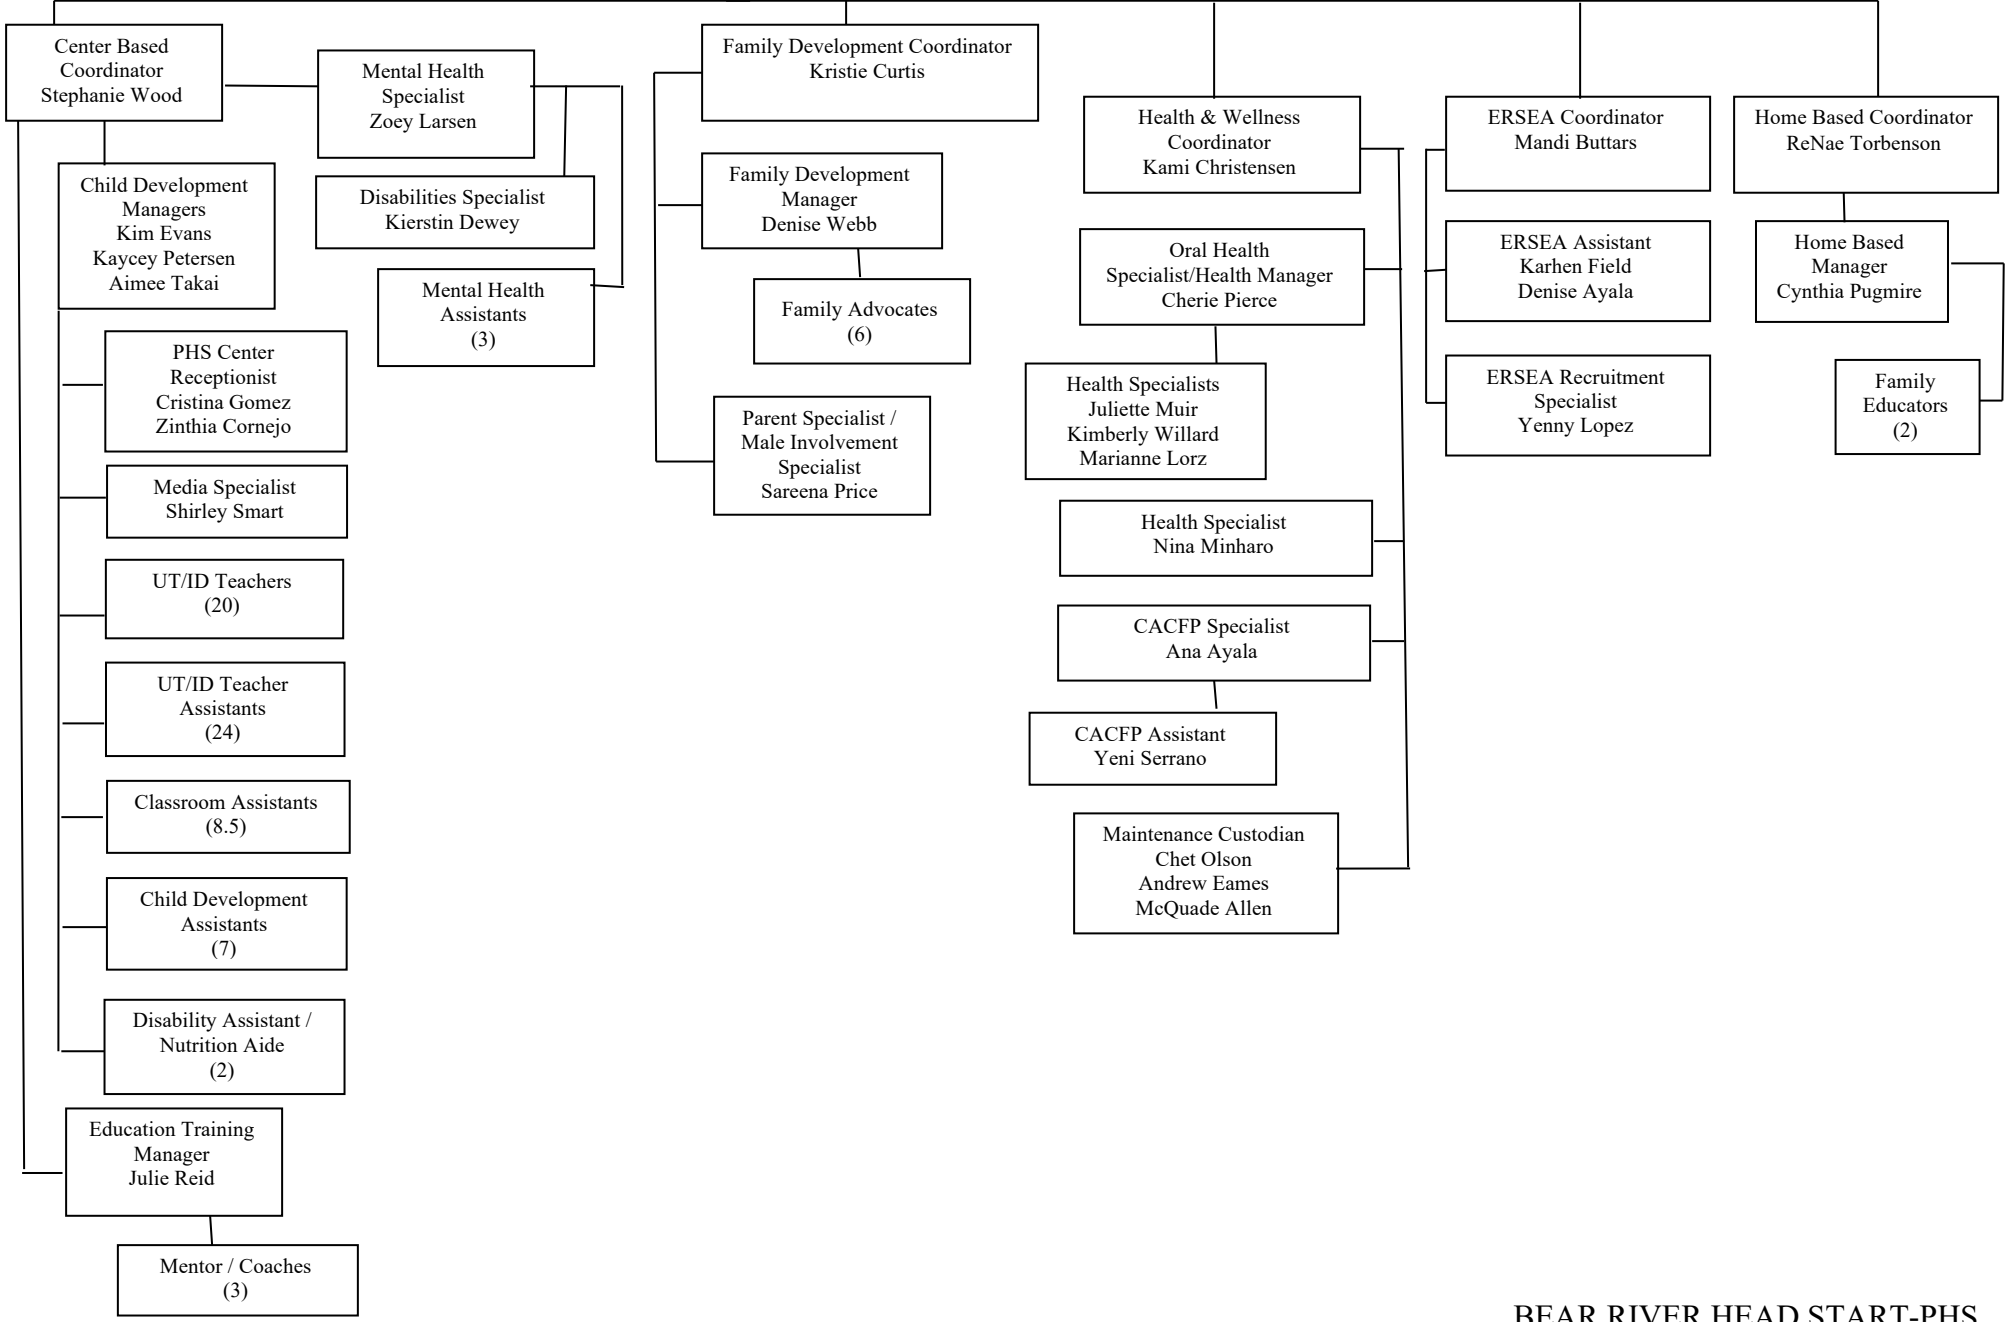 Center Based
Coordinator
Stephanie Wood
Mental Health
Specialist
Zoey Larsen
Disabilities Specialist
Kierstin Dewey
Mental Health
Assistants
(3)
Child Development
Managers
Kim Evans
Kaycey Petersen
Aimee Takai
PHS Center
Receptionist
Cristina Gomez
Zinthia Cornejo
Media Specialist
Shirley Smart
UT/ID Teachers
(20)
UT/ID Teacher
Assistants
(24)
Classroom Assistants
(8.5)
Child Development
Assistants
(7)
Disability Assistant /
Nutrition Aide
(2)
Education Training
Manager
Julie Reid
Mentor / Coaches
(3)
Family Development Coordinator
Kristie Curtis
Family Development
Manager
Denise Webb
Family Advocates
(6)
Parent Specialist /
Male Involvement
Specialist
Sareena Price
Health & Wellness
Coordinator
Kami Christensen
Oral Health
Specialist/Health Manager
Cherie Pierce
Health Specialists
Juliette Muir
Kimberly Willard
Marianne Lorz
Health Specialist
Nina Minharo
CACFP Specialist
Ana Ayala
CACFP Assistant
Yeni Serrano
Maintenance Custodian
Chet Olson
Andrew Eames
McQuade Allen
ERSEA Coordinator
Mandi Buttars
ERSEA Assistant
Karhen Field
Denise Ayala
ERSEA Recruitment
Specialist
Yenny Lopez
Home Based Coordinator
ReNae Torbenson
Home Based
Manager
Cynthia Pugmire
Family
Educators
(2)
BEAR RIVER HEAD START-PHS